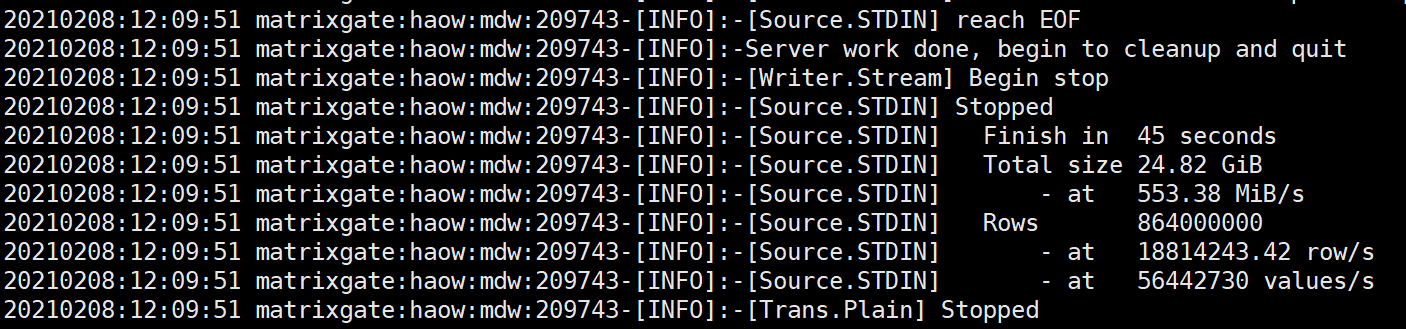 20210208:12:09:51 matrixgate:haow:mdw:209743-[INFO]:-[Source.STDIN] reach EOF
20210208:12:09:51 matrixgate:haow:mdw:209743-[INFO]:-Server work done, begin to cleanup and quit
20210208:12:09:51 matrixgate:haow:mdw:209743-[INFO]:-[Writer.Stream] Begin stop
20210208:12:09:51 matrixgate:haow:mdw:209743-[INFO]:-[Source.STDIN] Stopped
20210208:12:09:51 matrixgate:haow:mdw:209743-[INFO]:-[Source.STDIN]   Finish in  45 seconds
20210208:12:09:51 matrixgate:haow:mdw:209743-[INFO]:-[Source.STDIN]   Total size 24.82 GiB
20210208:12:09:51 matrixgate:haow:mdw:209743-[INFO]:-[Source.STDIN]       - at   553.38 MiB/s
20210208:12:09:51 matrixgate:haow:mdw:209743-[INFO]:-[Source.STDIN]   Rows       864000000
20210208:12:09:51 matrixgate:haow:mdw:209743-[INFO]:-[Source.STDIN]       - at   18814243.42 row/s
20210208:12:09:51 matrixgate:haow:mdw:209743-[INFO]:-[Source.STDIN]       - at   56442730 values/s
20210208:12:09:51 matrixgate:haow:mdw:209743-[INFO]:-[Trans.Plain] Stopped